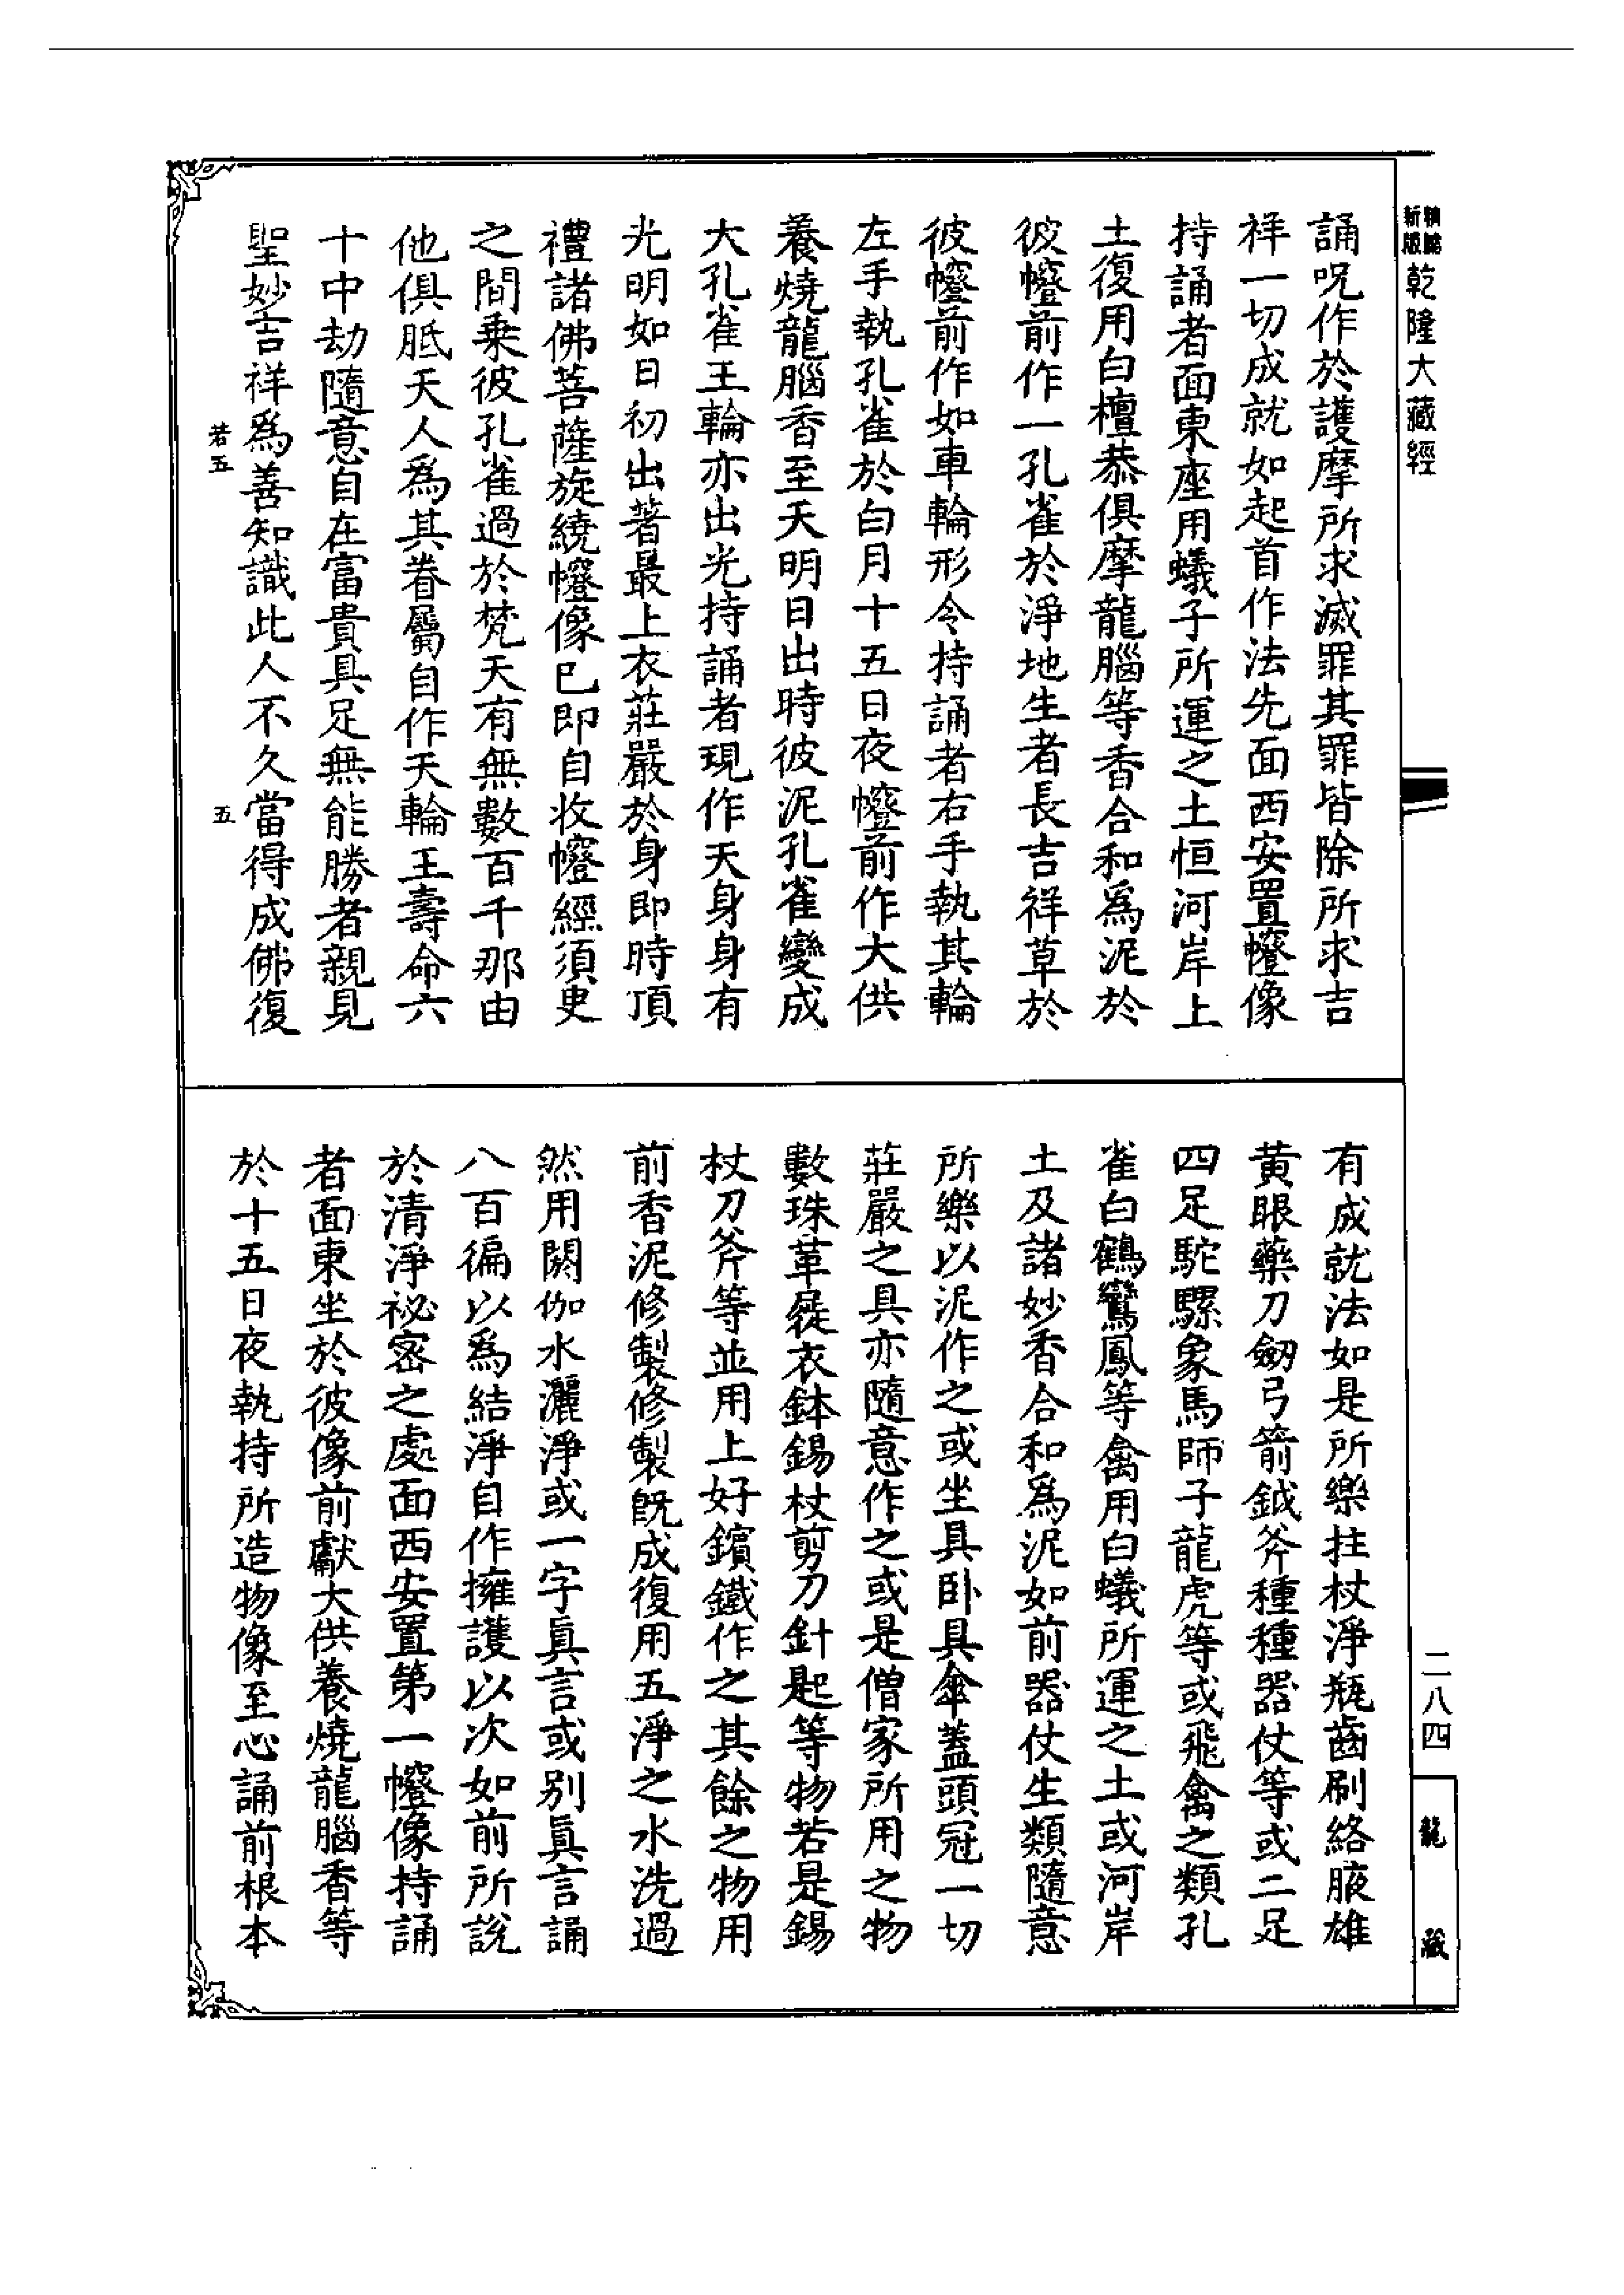 新版精縮乾隆大藏經
誦呪作於護摩所求滅罪其罪皆除所求吉
祥一切成就如起首作法先面西安置㡧像
持誦者面東座用蟻子所運之土恒河岸上
土復用白檀恭俱摩龍腦等香合和為泥於
彼㡧前作一孔雀於淨地生者長吉祥草於
彼㡧前作如車輪形令持誦者右手執其輪
左手執孔雀於白月十五日夜㡧前作大供
養燒龍腦香至天明日出時彼泥孔雀變成
大孔雀王輪亦出光持誦者現作天身身有
光明如日初出著最上衣莊嚴於身即時頂
禮諸佛菩薩旋繞㡧像已即自收㡧經須臾
之間乗彼孔雀過於梵天有無數百千那由
他俱胝天人為其眷屬自作天輪王壽命六
十中劫隨意自在富貴具足無能勝者親見
聖妙吉祥為善知識此人不久當得成佛復
若五
五
有成就法如是所樂拄杖淨瓶齒刷絡腋雄
黃眼藥刀劒弓箭鉞斧種種器仗等或二足
四足駝騾象馬師子龍虎等或飛禽之類孔
雀白鶴鸞鳳等禽用白蟻所運之土或河岸
土及諸妙香合和為泥如前器仗生類隨意
所樂以泥作之或坐具卧具傘蓋頭冠一切
莊嚴之具亦隨意作之或是僧家所用之物
數珠革屣衣鉢錫杖剪刀針匙等物若是錫
杖刀斧等並用上好鑌鐵作之其餘之物用
前香泥修製修製旣成復用五淨之水洗過
然用閼伽水灑淨或一字眞言或別眞言誦
八百徧以為結淨自作擁護以次如前所說
於清淨祕密之處面西安置第一㡧像持誦
者面東坐於彼像前獻大供養燒龍腦香等
於十五日夜執持所造物像至心誦前根本
二八四
龍藏